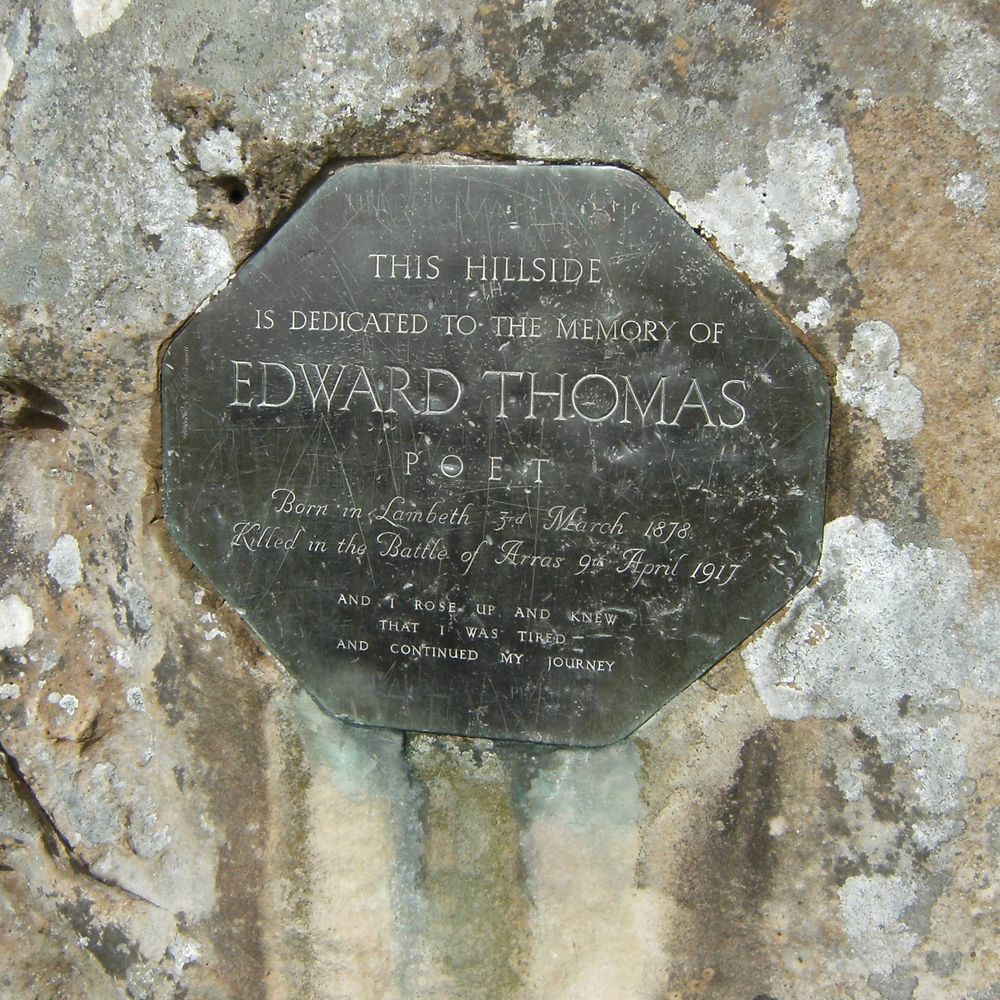 THIS HILLSIDE
IS DEDICATED TO THE MEMORY OF
EDWARD THOMAS
POET
Born in Lambeth 3rd March 1878
Killed in the Battle of Arras 9th April 1917
AND I ROSE UP AND KNEW
THAT I WAS TIRED
AND CONTINUED MY JOURNEY